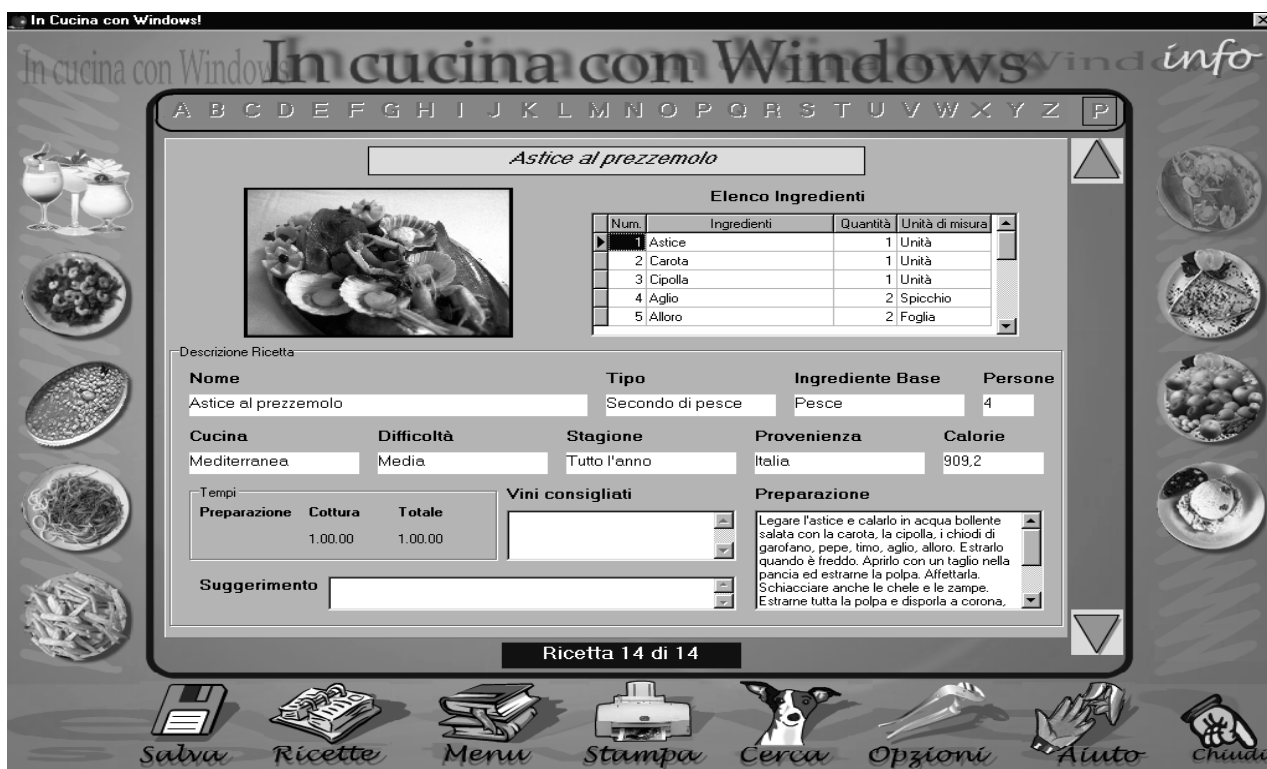 In Cucina con Windows!
In cucina con Windows
In cucina con Windows
Windows
info
A B C D E F G H I J K L M N O P Q R S T U V W X Y Z P
Astice al prezzemolo
Elenco Ingredienti
Num. Ingredienti Quantità Unità di misura
1 Astice 1 Unità
2 Carota 1 Unità
3 Cipolla 1 Unità
4 Aglio 2 Spicchio
5 Alloro 2 Foglia
Descrizione Ricetta
Nome Tipo Ingrediente Base Persone
Astice al prezzemolo Secondo di pesce Pesce 4
Cucina Difficoltà Stagione Provenienza Calorie
Mediterranea Media Tutto l'anno Italia 909,2
Tempi
Preparazione Cottura Totale
1.00.00 1.00.00
Vini consigliati
Preparazione
Legare l'astice e calarlo in acqua bollente
salata con la carota, la cipolla, i chiodi di
garofano, pepe, timo, aglio, alloro. Estrarlo
quando è freddo. Aprirlo con un taglio nella
pancia ed estrarne la polpa. Affettarla.
Schiacciare anche le chele e le zampe.
Estrarne tutta la polpa e disporla a corona,
Suggerimento
Ricetta 14 di 14
Salva Ricette Menu Stampa Cerca Opzioni Aiuto Chiudi